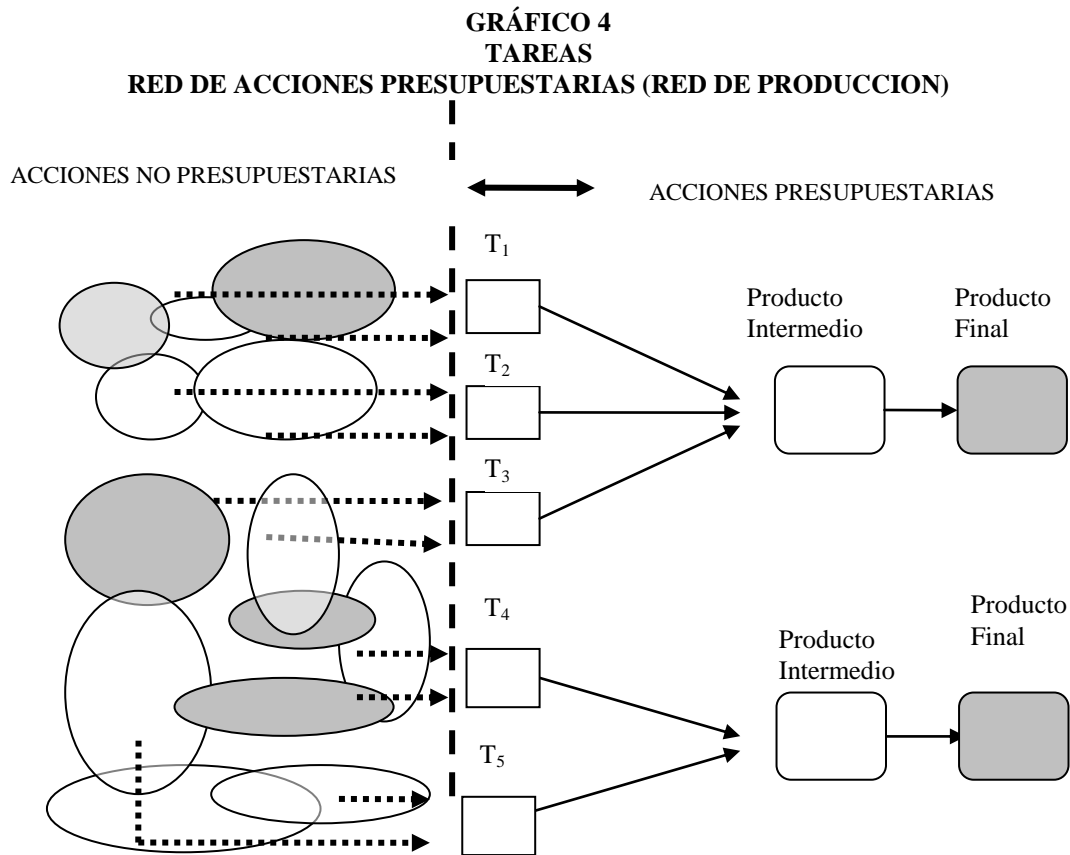 GRÁFICO 4
TAREAS
RED DE ACCIONES PRESUPUESTARIAS (RED DE PRODUCCION)
ACCIONES NO PRESUPUESTARIAS
ACCIONES PRESUPUESTARIAS
T1
Producto
Intermedio
Producto
Final
T2
T3
T4
Producto
Intermedio
Producto
Final
T5